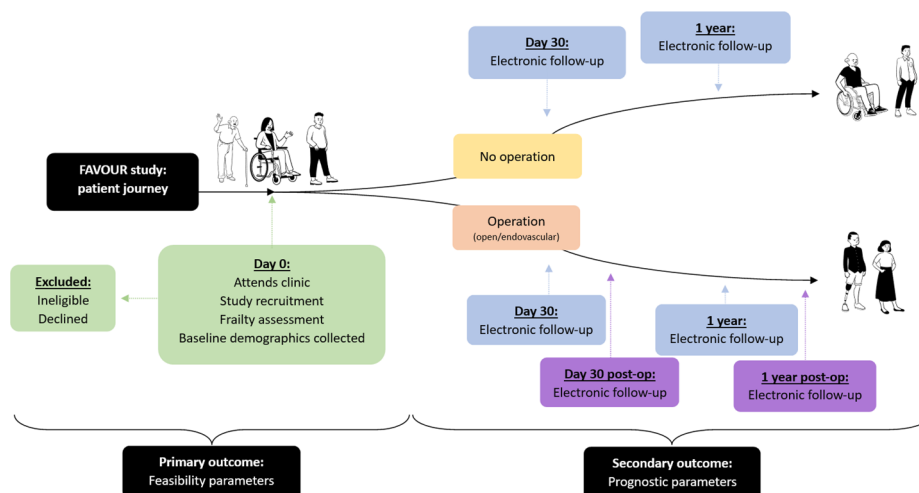 FAVOUR study:
patient journey
Excluded:
Ineligible
Declined
Day 0:
Attends clinic
Study recruitment
Frailty assessment
Baseline demographics collected
No operation
Day 30:
Electronic follow-up
1 year:
Electronic follow-up
Operation
(open/endovascular)
Day 30:
Electronic follow-up
Day 30 post-op:
Electronic follow-up
1 year:
Electronic follow-up
1 year post-op:
Electronic follow-up
Primary outcome:
Feasibility parameters
Secondary outcome:
Prognostic parameters